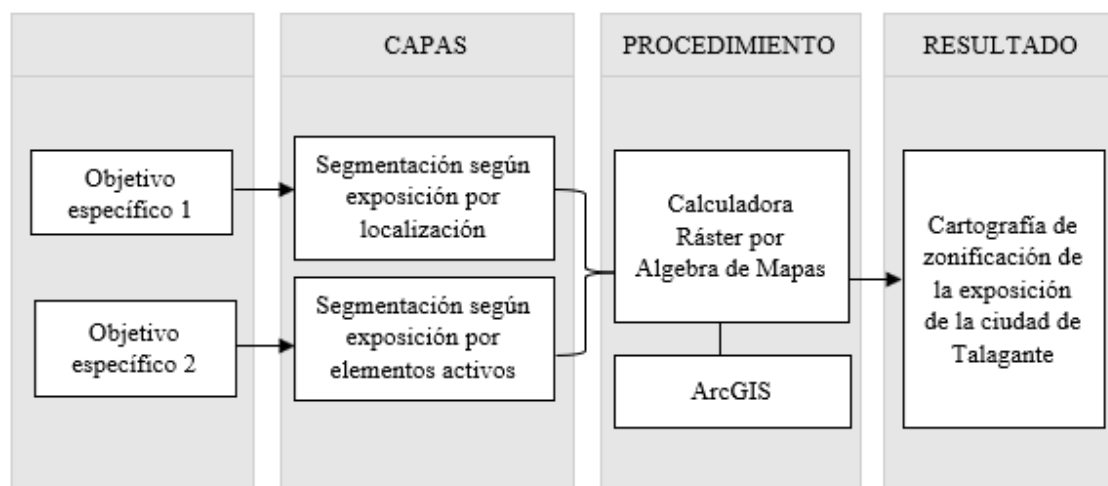 CAPAS
PROCEDIMIENTO
RESULTADO
Objetivo
específico 1
Segmentación según
exposición por
localización
Objetivo
específico 2
Segmentación según
exposición por
elementos activos
Calculadora
Ráster por
Algebra de Mapas
ArcGIS
Cartografía de
zonificación de
la exposición
de la ciudad de
Talagante